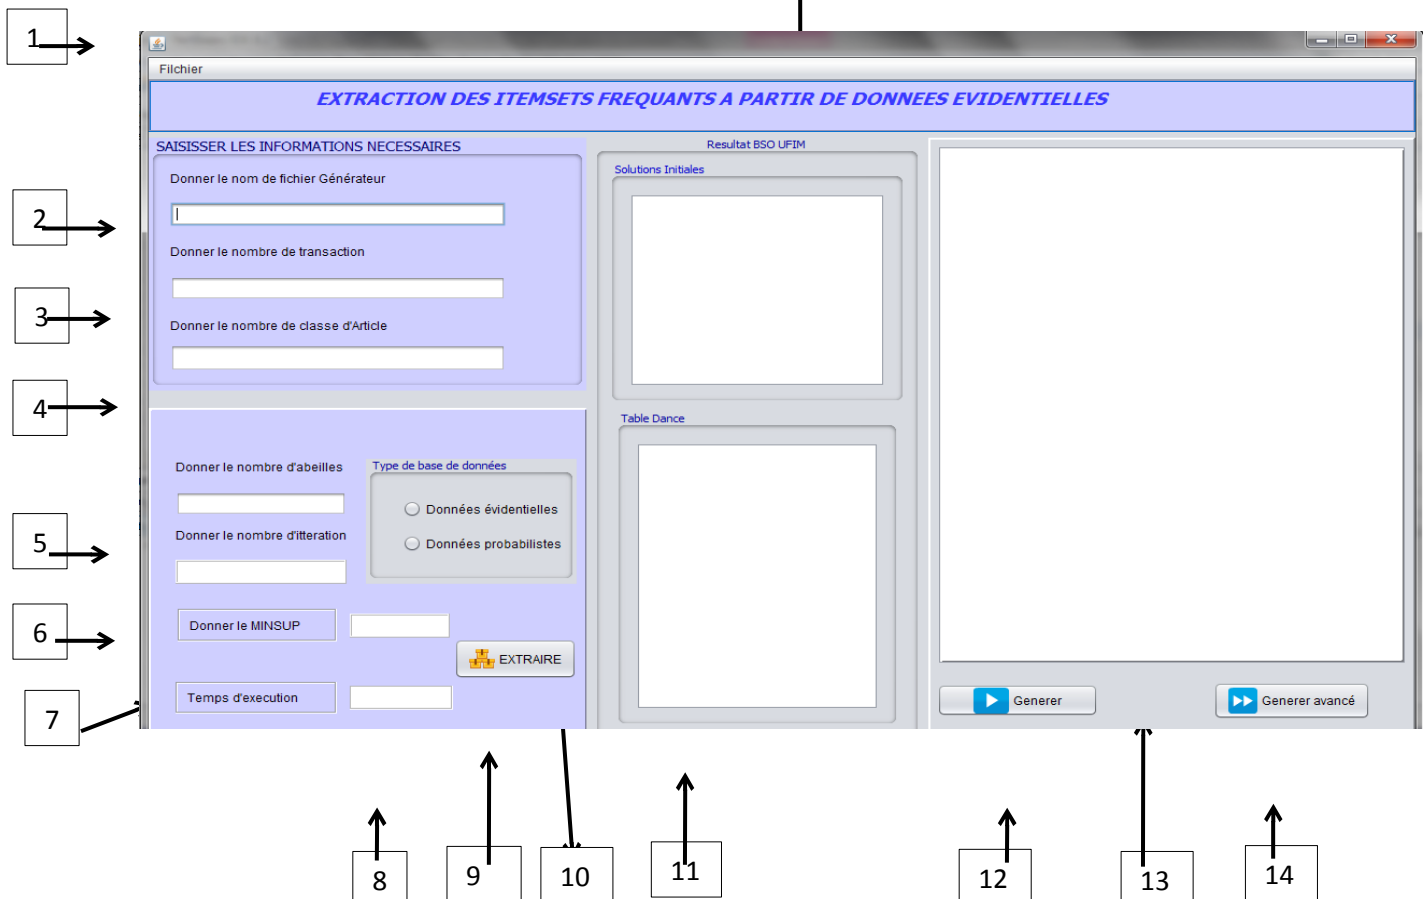 1
Filchier
EXTRACTION DES ITEMSETS FREQUANTS A PARTIR DE DONNEES EVIDENTIELLES
SAISISSER LES INFORMATIONS NECESSAIRES
Donner le nom de fichier Générateur
2
Donner le nombre de transaction
3
Donner le nombre de classe d'Article
4
Donner le nombre d'abeilles
Type de base de données
Données évidentielles
5
Donner le nombre d'itteration
Données probabilistes
6
Donner le MINSUP
EXTRAIRE
7
Temps d'execution
Resultat BSO UFIM
Solutions Initiales
Table Dance
Generer
Generer avancé
8
9
10
11
12
13
14